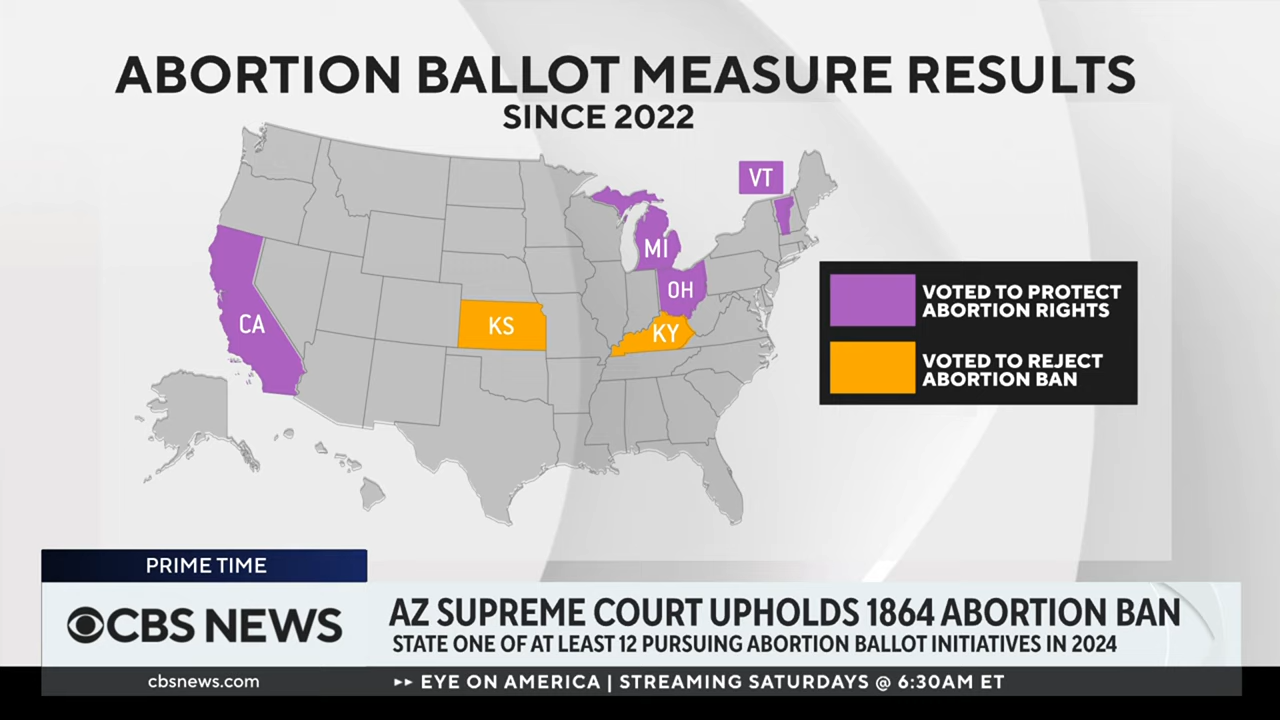 ABORTION BALLOT MEASURE RESULTS
SINCE 2022
VT
MI
OH
CA
KS
KY
VOTED TO PROTECT
ABORTION RIGHTS
VOTED TO REJECT
ABORTION BAN
PRIME TIME
CBS NEWS
AZ SUPREME COURT UPHOLDS 1864 ABORTION BAN
STATE ONE OF AT LEAST 12 PURSUING ABORTION BALLOT INITIATIVES IN 2024
cbsnews.com
EYE ON AMERICA | STREAMING SATURDAYS @ 6:30AM ET